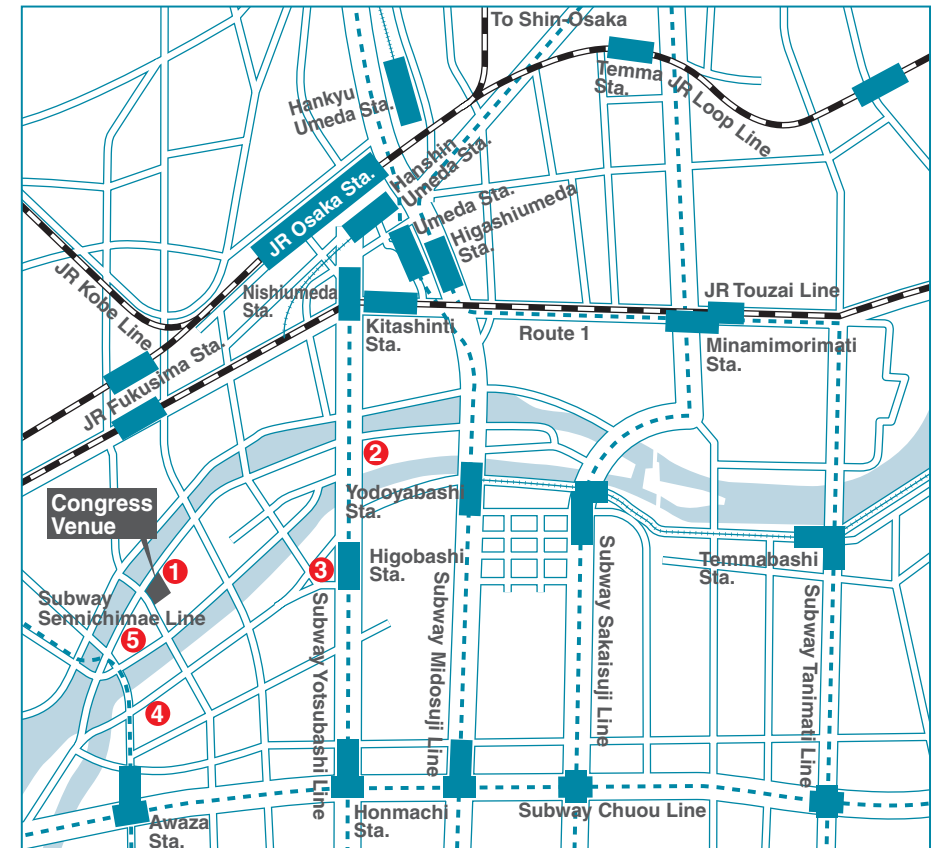 To Shin-Osaka
Temma
Sta.
JR Loop Line
Hankyu
Umeda Sta.
Hanshin
Umeda Sta.
JR Osaka Sta.
Umeda Sta.
Higashiumeda
Sta.
JR Kobe Line
Nishiumeda
Sta.
JR Touzai Line
Kitashinti
Sta.
Route 1
Minamimorimati
Sta.
JR Fukusima Sta.
2
Yodoyabashi
Sta.
Congress
Venue
1
3
Higobashi
Sta.
Temmabashi
Sta.
Subway
Sennichimae Line
5
4
Subway Yotsubashi Line
Subway Midosuji Line
Subway Sakaisuji Line
Subway Tanimati Line
Awaza
Sta.
Honmachi
Sta.
Subway Chuou Line